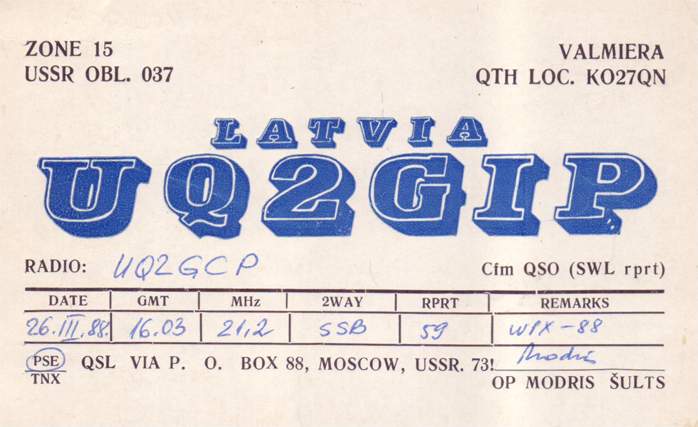 ZONE 15
USSR OBL. 037
VALMIERA
QTH LOC. KO27QN
LATVIA
UQ2GIP
RADIO: UQ2GCP
Cfm QSO (SWL rprt)
DATE GMT MHz 2WAY RPRT REMARKS
26.III.88. 16.03 21,2 SSB 59 WPX-88
PSE QSL VIA P. O. BOX 88, MOSCOW, USSR. 73! Modris
TNX OP MODRIS ŠULTS